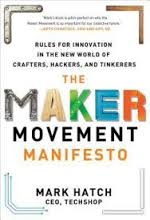 RULES FOR INNOVATION
IN THE NEW WORLD OF
CRAFTERS, HACKERS,
AND TINKERERS
THE
MAKER
MOVEMENT
MANIFESTO
MARK HATCH
CEO, TECHSHOP